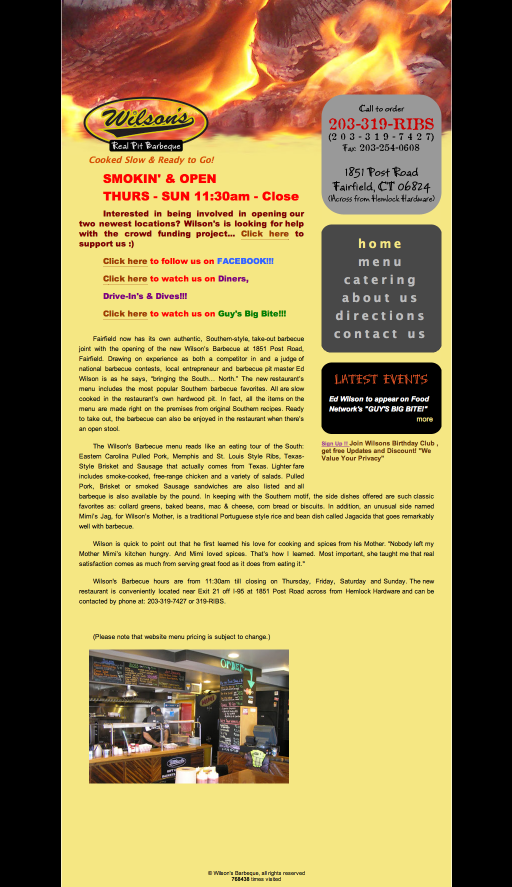 Wilson's
Real Pit Barbeque
Cooked Slow & Ready to Go!
Call to order
203-319-RIBS
(203-319-7427)
Fax: 203-254-0608
1851 Post Road
Fairfield, CT 06824
(Across from Hemlock Hardware)
SMOKIN' & OPEN
THURS - SUN 11:30am - Close
Interested in being involved in opening our
two newest locations? Wilson's is looking for help
with the crowd funding project... Click here to
support us :)
Click here to follow us on FACEBOOK!!!
Click here to watch us on Diners,
Drive-In's & Dives!!!
Click here to watch us on Guy's Big Bite!!!
home
menu
catering
about us
directions
contact us
LATEST EVENTS
Ed Wilson to appear on Food
Network's "GUY'S BIG BITE!"
more
Sign Up !! Join Wilsons Birthday Club ,
get free Updates and Discount! "We
Value Your Privacy"
Fairfield now has its own authentic, Southern-style, take-out barbecue
joint with the opening of the new Wilson's Barbecue at 1851 Post Road,
Fairfield. Drawing on experience as both a competitor in and a judge of
national barbecue contests, local entrepreneur and barbecue pit master Ed
Wilson is as he says, "bringing the South... North." The new restaurant's
menu includes the most popular Southern barbecue favorites. All are slow
cooked in the restaurant's own hardwood pit. In fact, all the items on the
menu are made right on the premises from original Southern recipes. Ready
to take out, the barbecue can also be enjoyed in the restaurant when there's
an open stool.
The Wilson's Barbecue menu reads like an eating tour of the South:
Eastern Carolina Pulled Pork, Memphis and St. Louis Style Ribs, Texas-
Style Brisket and Sausage that actually comes from Texas. Lighter fare
includes smoke-cooked, free-range chicken and a variety of salads. Pulled
Pork, Brisket or smoked Sausage sandwiches are also listed and all
barbeque is also available by the pound. In keeping with the Southern motif, the side dishes offered are such classic
favorites as: collard greens, baked beans, mac & cheese, corn bread or biscuits. In addition, an unusual side named
Mimi's Jag, for Wilson's Mother, is a traditional Portuguese style rice and bean dish called Jagacida that goes remarkably
well with barbecue.
Wilson is quick to point out that he first learned his love for cooking and spices from his Mother. "Nobody left my
Mother Mimi's kitchen hungry. And Mimi loved spices. That's how I learned. Most important, she taught me that real
satisfaction comes as much from serving great food as it does from eating it."
Wilson's Barbecue hours are from 11:30am till closing on Thursday, Friday, Saturday and Sunday. The new
restaurant is conveniently located near Exit 21 off I-95 at 1851 Post Road across from Hemlock Hardware and can be
contacted by phone at: 203-319-7427 or 319-RIBS.
(Please note that website menu pricing is subject to change.)
ORDER
© Wilson's Barbeque, all rights reserved
768438 times visited